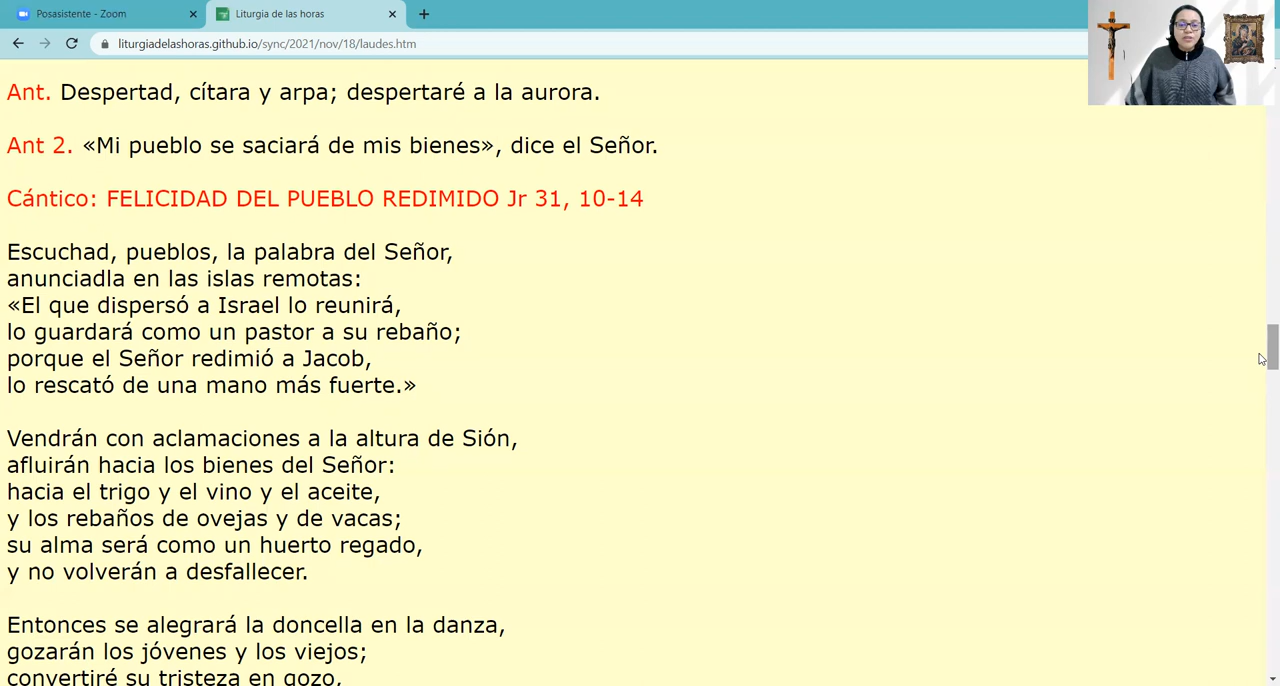 Posasistente - Zoom
Liturgia de las horas
liturgiadelashoras.github.io/sync/2021/nov/18/laudes.htm
Ant. Despertad, cítara y arpa; despertaré a la aurora.
Ant 2. «Mi pueblo se saciará de mis bienes», dice el Señor.
Cántico: FELICIDAD DEL PUEBLO REDIMIDO Jr 31, 10-14
Escuchad, pueblos, la palabra del Señor,
anunciadla en las islas remotas:
«El que dispersó a Israel lo reunirá,
lo guardará como un pastor a su rebaño;
porque el Señor redimió a Jacob,
lo rescató de una mano más fuerte.»
Vendrán con aclamaciones a la altura de Sión,
afluirán hacia los bienes del Señor:
hacia el trigo y el vino y el aceite,
y los rebaños de ovejas y de vacas;
su alma será como un huerto regado,
y no volverán a desfallecer.
Entonces se alegrará la doncella en la danza,
gozarán los jóvenes y los viejos;
convertiré su tristeza en gozo,